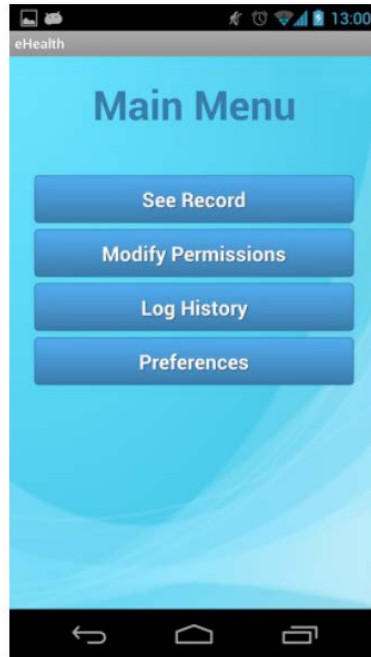 13:00
eHealth
Main Menu
See Record
Modify Permissions
Log History
Preferences